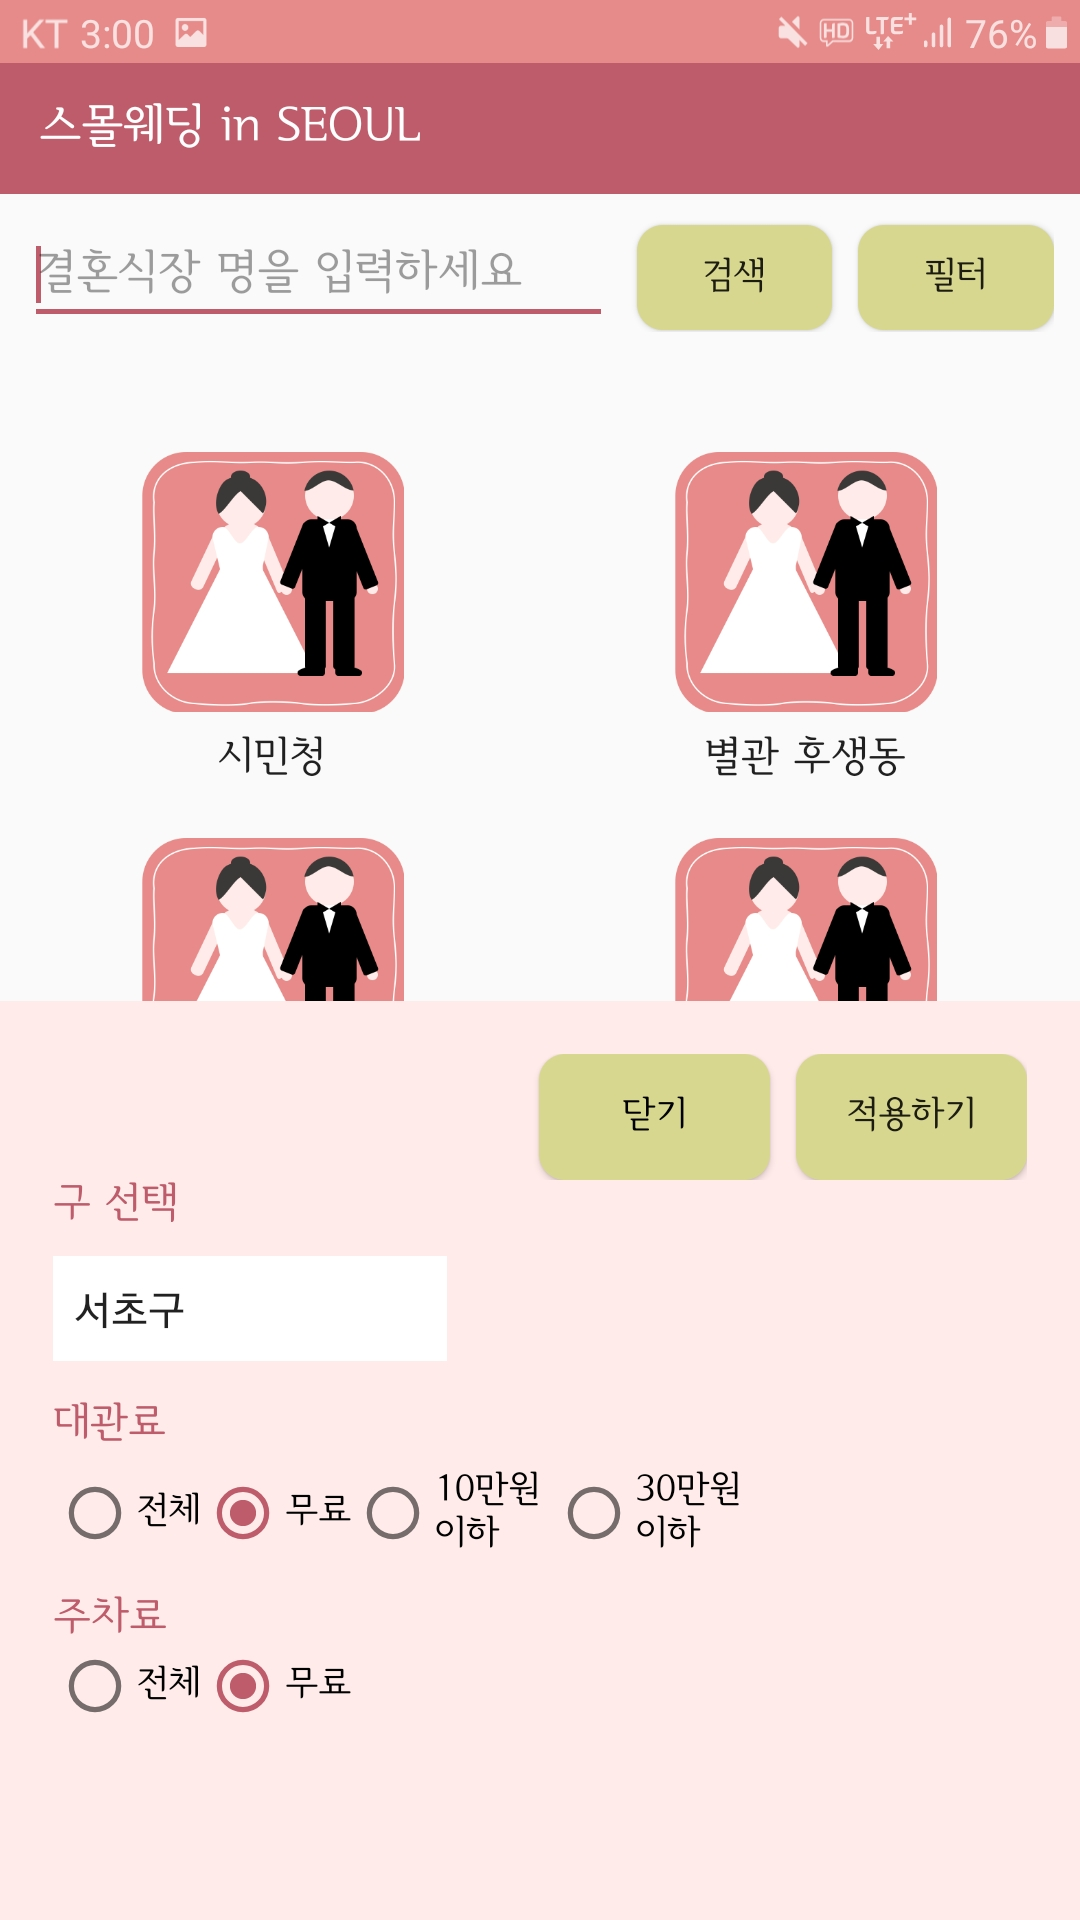 KT 3:00 HD LTE+ 76%
스몰웨딩 in SEOUL
결혼식장 명을 입력하세요 검색 필터
시민청 별관 후생동
닫기 적용하기
구 선택
서초구
대관료
전체 무료 10만원 이하 30만원 이하
주차료
전체 무료